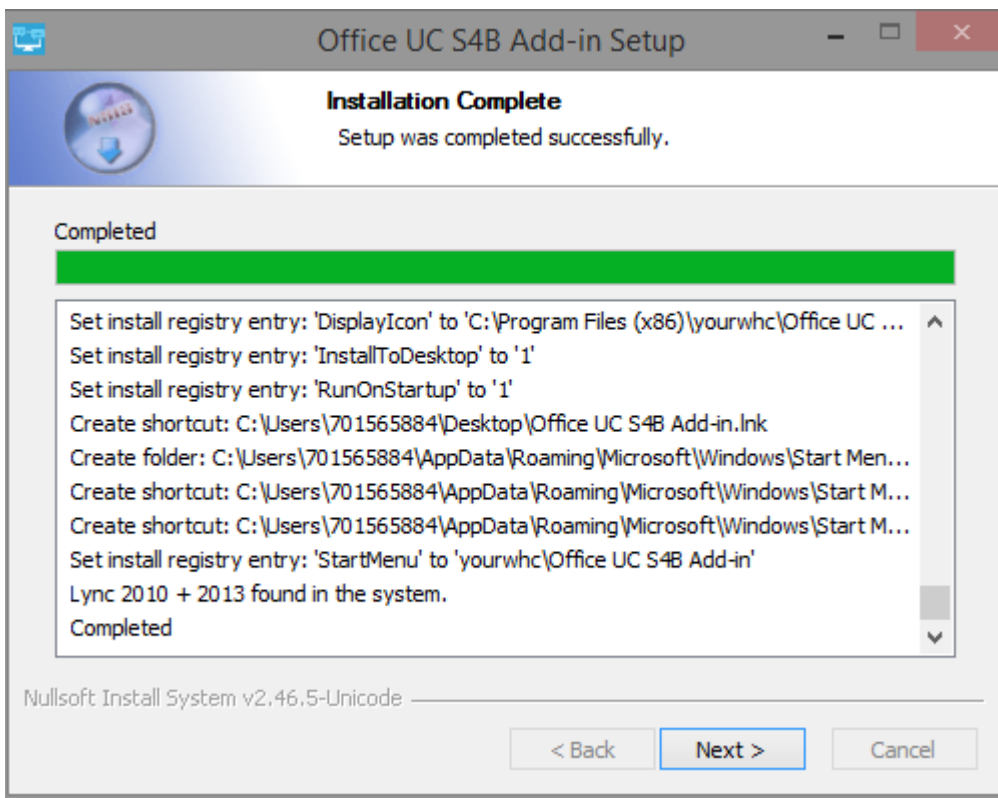 Office UC S4B Add-in Setup
Installation Complete
Setup was completed successfully.
Completed
Set install registry entry: 'DisplayIcon' to 'C:\Program Files (x86)\yourwhc\Office UC ...
Set install registry entry: 'InstallToDesktop' to '1'
Set install registry entry: 'RunOnStartup' to '1'
Create shortcut: C:\Users\701565884\Desktop\Office UC S4B Add-in.lnk
Create folder: C:\Users\701565884\AppData\Roaming\Microsoft\Windows\Start Men...
Create shortcut: C:\Users\701565884\AppData\Roaming\Microsoft\Windows\Start M...
Create shortcut: C:\Users\701565884\AppData\Roaming\Microsoft\Windows\Start M...
Set install registry entry: 'StartMenu' to 'yourwhc\Office UC S4B Add-in'
Lync 2010 + 2013 found in the system.
Completed
Nullsoft Install System v2.46.5-Unicode
< Back Next > Cancel